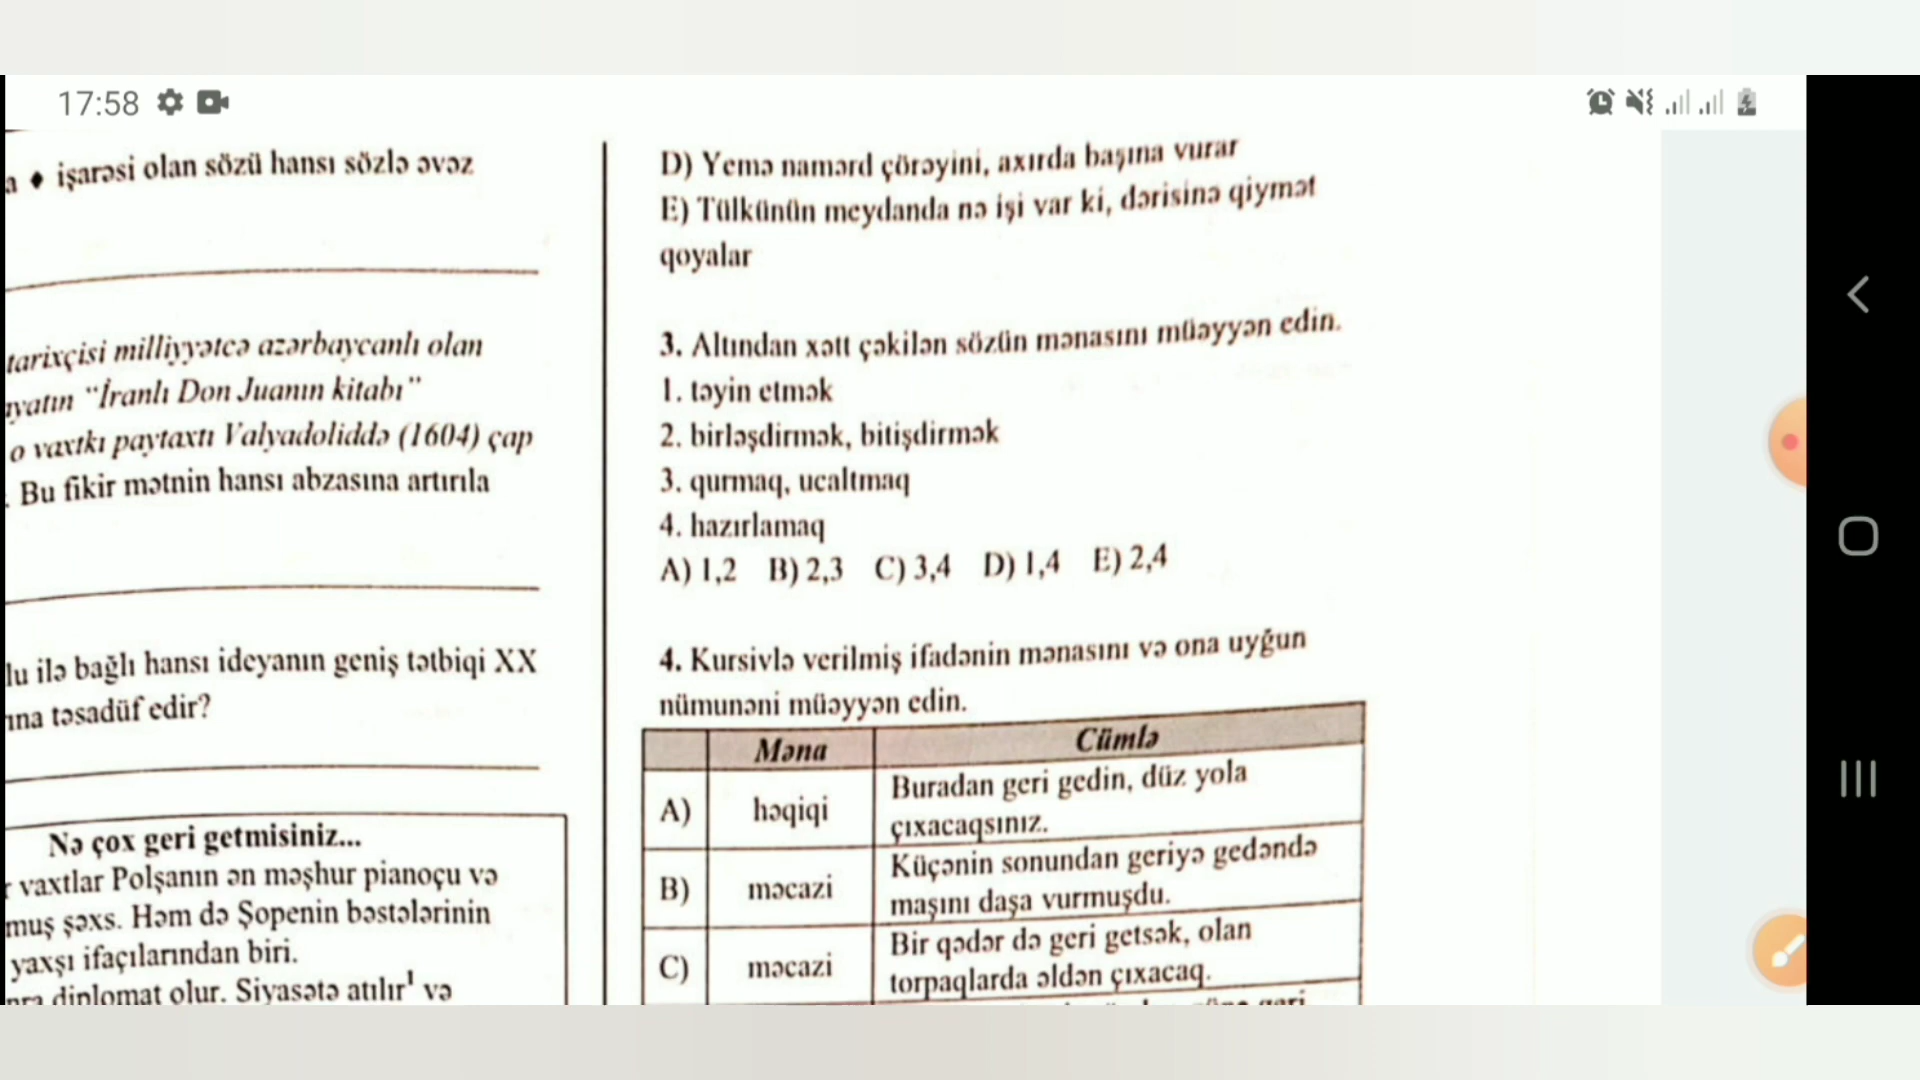 17:58
♦ işarəsi olan sözü hansı sözlə əvəz
tarixçisi milliyyətcə azərbaycanlı olan
"İranlı Don Juanın kitabı"
o vaxtkı paytaxtı Valyadoliddə (1604) çap
. Bu fikir mətnin hansı abzasına artırıla
ilə bağlı hansı ideyanın geniş tətbiqi XX
təsadüf edir?
Nə çox geri getmisiniz...
vaxtlar Polşanın ən məşhur pianoçu və
şəxs. Həm də Şopenin bəstələrinin
yaxşı ifaçılarından biri.
diplomat olur. Siyasətə atılır¹ və
D) Yemə namərd çörəyini, axırda başına vurar
E) Tülkünün meydanda nə işi var ki, dərisinə qiymət
qoyalar
3. Altından xətt çəkilən sözün mənasını müəyyən edin.
1. təyin etmək
2. birləşdirmək, bitişdirmək
3. qurmaq, ucaltmaq
4. hazırlamaq
A) 1,2 B) 2,3 C) 3,4 D) 1,4 E) 2,4
4. Kursivlə verilmiş ifadənin mənasını və ona uyğun
nümunəni müəyyən edin.
Məna Cümlə
A) həqiqi Buradan geri gedin, düz yola
çıxacaqsınız.
B) məcazi Küçənin sonundan geriyə gedəndə
maşını daşa vurmuşdu.
C) məcazi Bir qədər də geri getsək, olan
torpaqlarda əldən çıxacaq.
geri